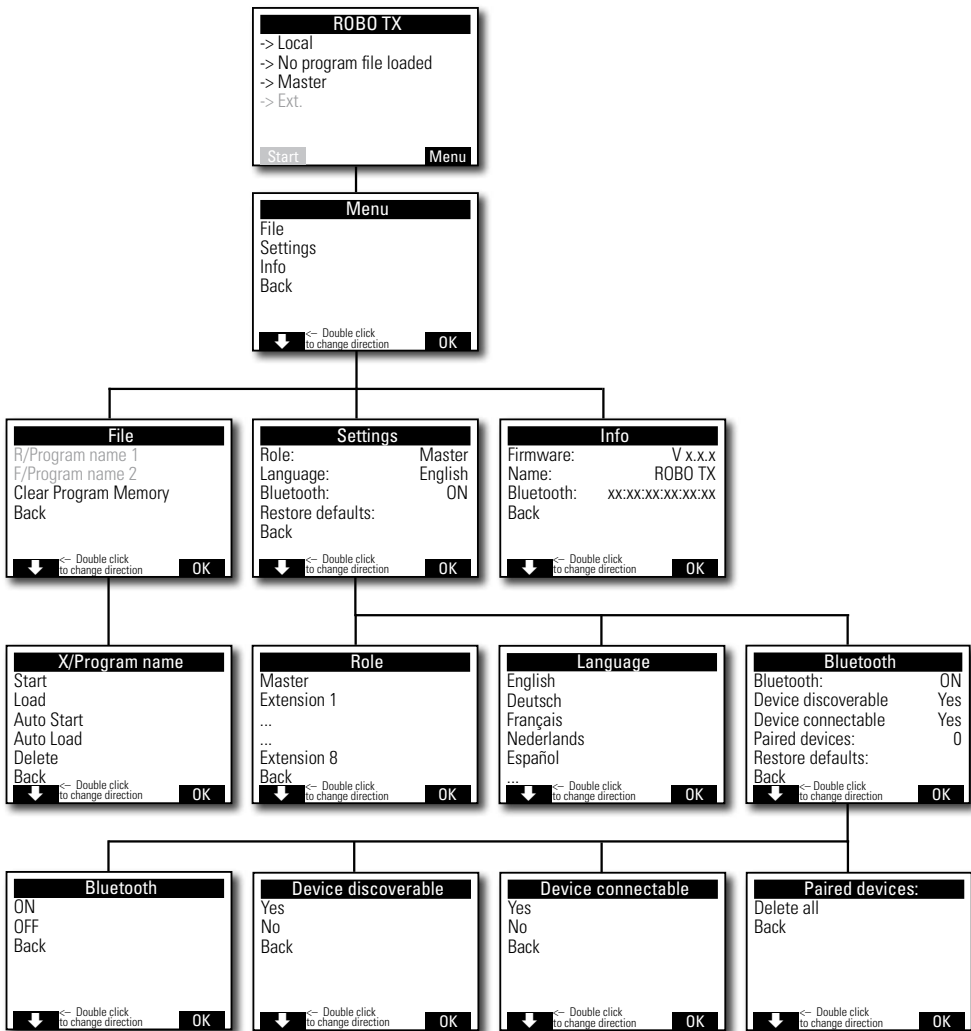 ROBO TX
-> Local
-> No program file loaded
-> Master
-> Ext.
Start Menu
Menu
File
Settings
Info
Back
<– Double click
to change direction
OK
File
R/Program name 1
F/Program name 2
Clear Program Memory
Back
<– Double click
to change direction
OK
Settings
Role: Master
Language: English
Bluetooth: ON
Restore defaults:
Back
<– Double click
to change direction
OK
Info
Firmware: V x.x.x
Name: ROBO TX
Bluetooth: xx:xx:xx:xx:xx:xx
Back
<– Double click
to change direction
OK
X/Program name
Start
Load
Auto Start
Auto Load
Delete
Back
<– Double click
to change direction
OK
Role
Master
Extension 1
...
...
Extension 8
Back
<– Double click
to change direction
OK
Language
English
Deutsch
Français
Nederlands
Español
...
<– Double click
to change direction
OK
Bluetooth
Bluetooth: ON
Device discoverable Yes
Device connectable Yes
Paired devices: 0
Restore defaults:
Back
<– Double click
to change direction
OK
Bluetooth
ON
OFF
Back
<– Double click
to change direction
OK
Device discoverable
Yes
No
Back
<– Double click
to change direction
OK
Device connectable
Yes
No
Back
<– Double click
to change direction
OK
Paired devices:
Delete all
Back
<– Double click
to change direction
OK